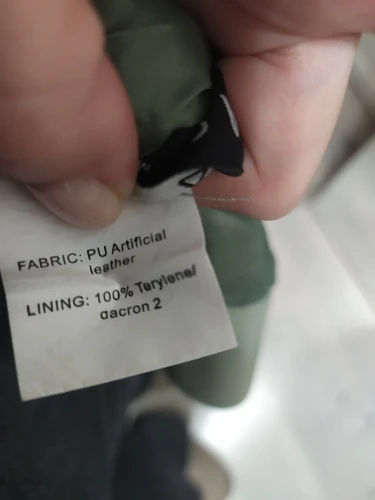 FABRIC: PU Artificial
leather
LINING: 100% Terylene/
dacron 2